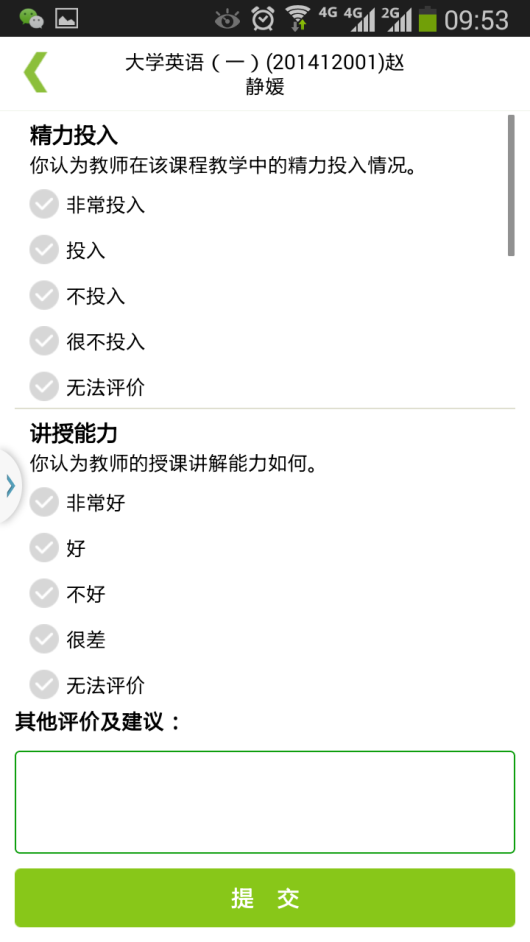 4G 4G 2G 09:53
大学英语（一）(201412001)赵
静媛
精力投入
你认为教师在该课程教学中的精力投入情况。
非常投入
投入
不投入
很不投入
无法评价
讲授能力
你认为教师的授课讲解能力如何。
非常好
好
不好
很差
无法评价
其他评价及建议：
提 交